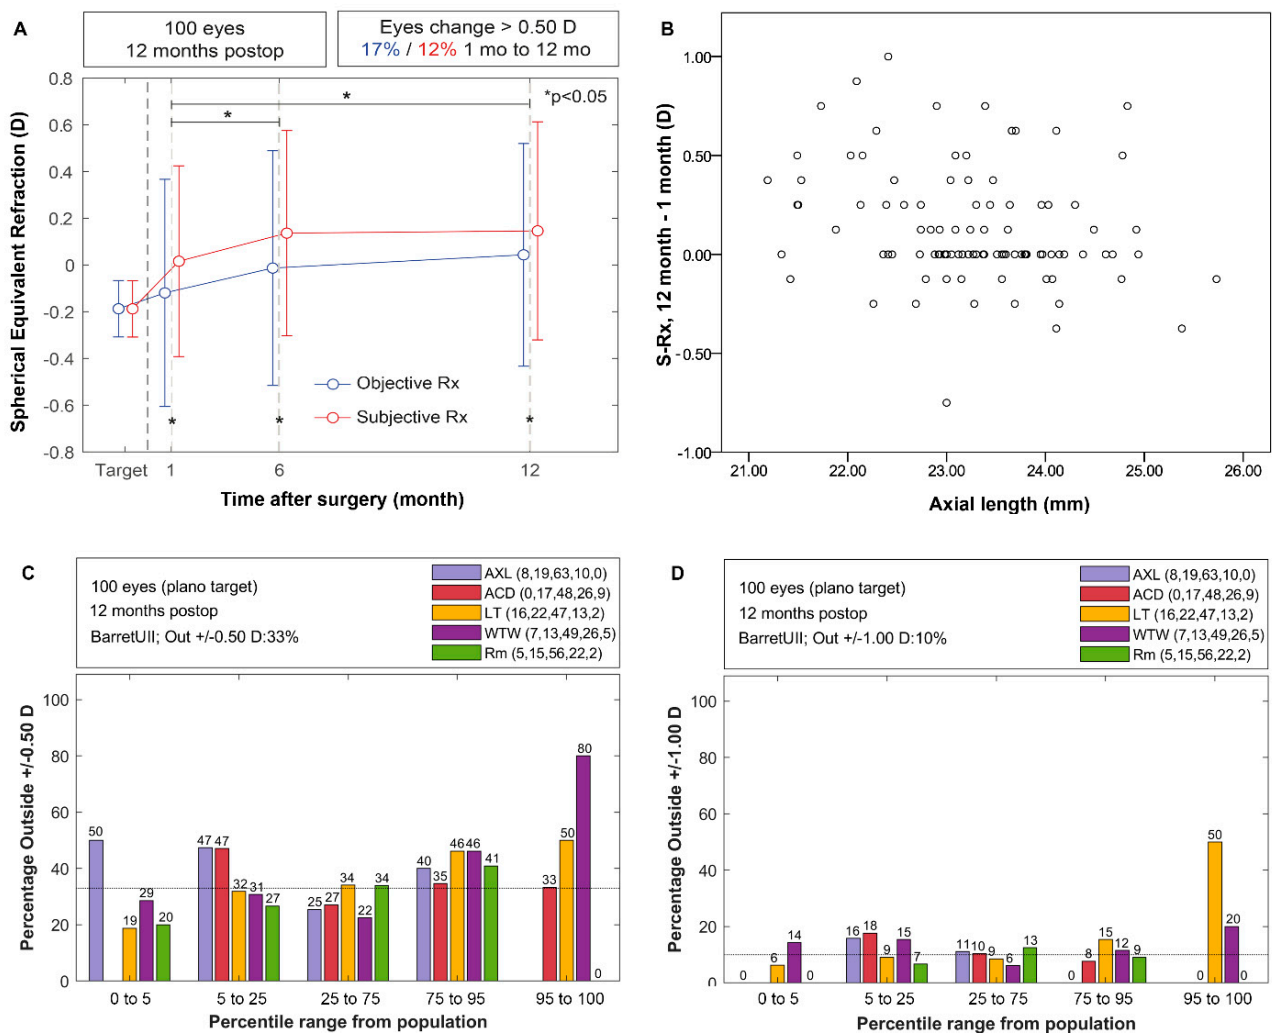 A
100 eyes
12 months postop
Eyes change > 0.50 D
17% / 12% 1 mo to 12 mo
Spherical Equivalent Refraction (D)
0.8
0.6
0.4
0.2
0
-0.2
-0.4
-0.6
-0.8
*
*
*p<0.05
Objective Rx
Subjective Rx
*
*
*
Target
1
6
12
Time after surgery (month)
B
S-Rx, 12 month - 1 month (D)
1.00
0.50
0.00
-0.50
-1.00
21.00
22.00
23.00
24.00
25.00
26.00
Axial length (mm)
C
100 eyes (plano target)
12 months postop
BarretUII; Out +/-0.50 D:33%
AXL (8,19,63,10,0)
ACD (0,17,48,26,9)
LT (16,22,47,13,2)
WTW (7,13,49,26,5)
Rm (5,15,56,22,2)
Percentage Outside +/-0.50 D
100
80
60
40
20
0
50 19 29 20
47 47 32 31 27
25 27 34 22 34
40 35 46 46 41
33 50 80 0
0 to 5
5 to 25
25 to 75
75 to 95
95 to 100
Percentile range from population
D
100 eyes (plano target)
12 months postop
BarretUII; Out +/-1.00 D:10%
AXL (8,19,63,10,0)
ACD (0,17,48,26,9)
LT (16,22,47,13,2)
WTW (7,13,49,26,5)
Rm (5,15,56,22,2)
Percentage Outside +/-1.00 D
100
80
60
40
20
0
0 6 14 0
16 18 9 15 7
11 10 9 6 13
0 8 15 12 9
0 50 20 0
0 to 5
5 to 25
25 to 75
75 to 95
95 to 100
Percentile range from population